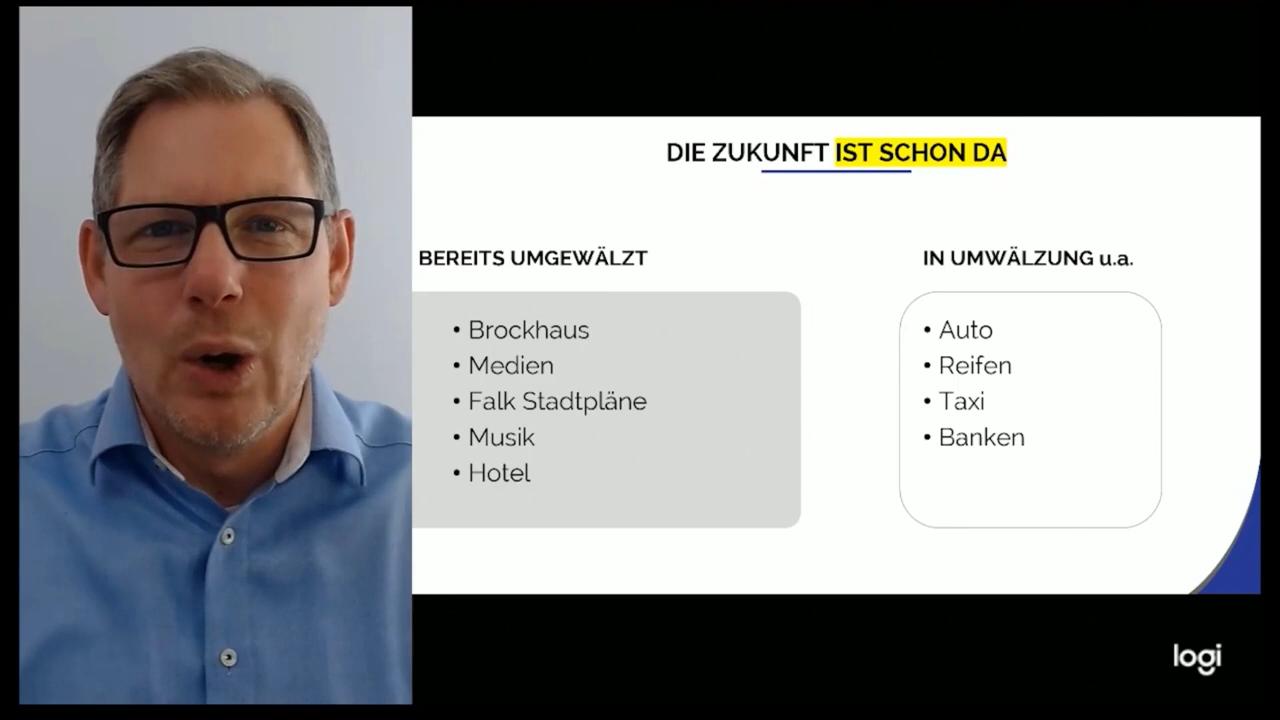 DIE ZUKUNFT IST SCHON DA
BEREITS UMGEWÄLZT
• Brockhaus
• Medien
• Falk Stadtpläne
• Musik
• Hotel
IN UMWÄLZUNG u.a.
• Auto
• Reifen
• Taxi
• Banken
logi